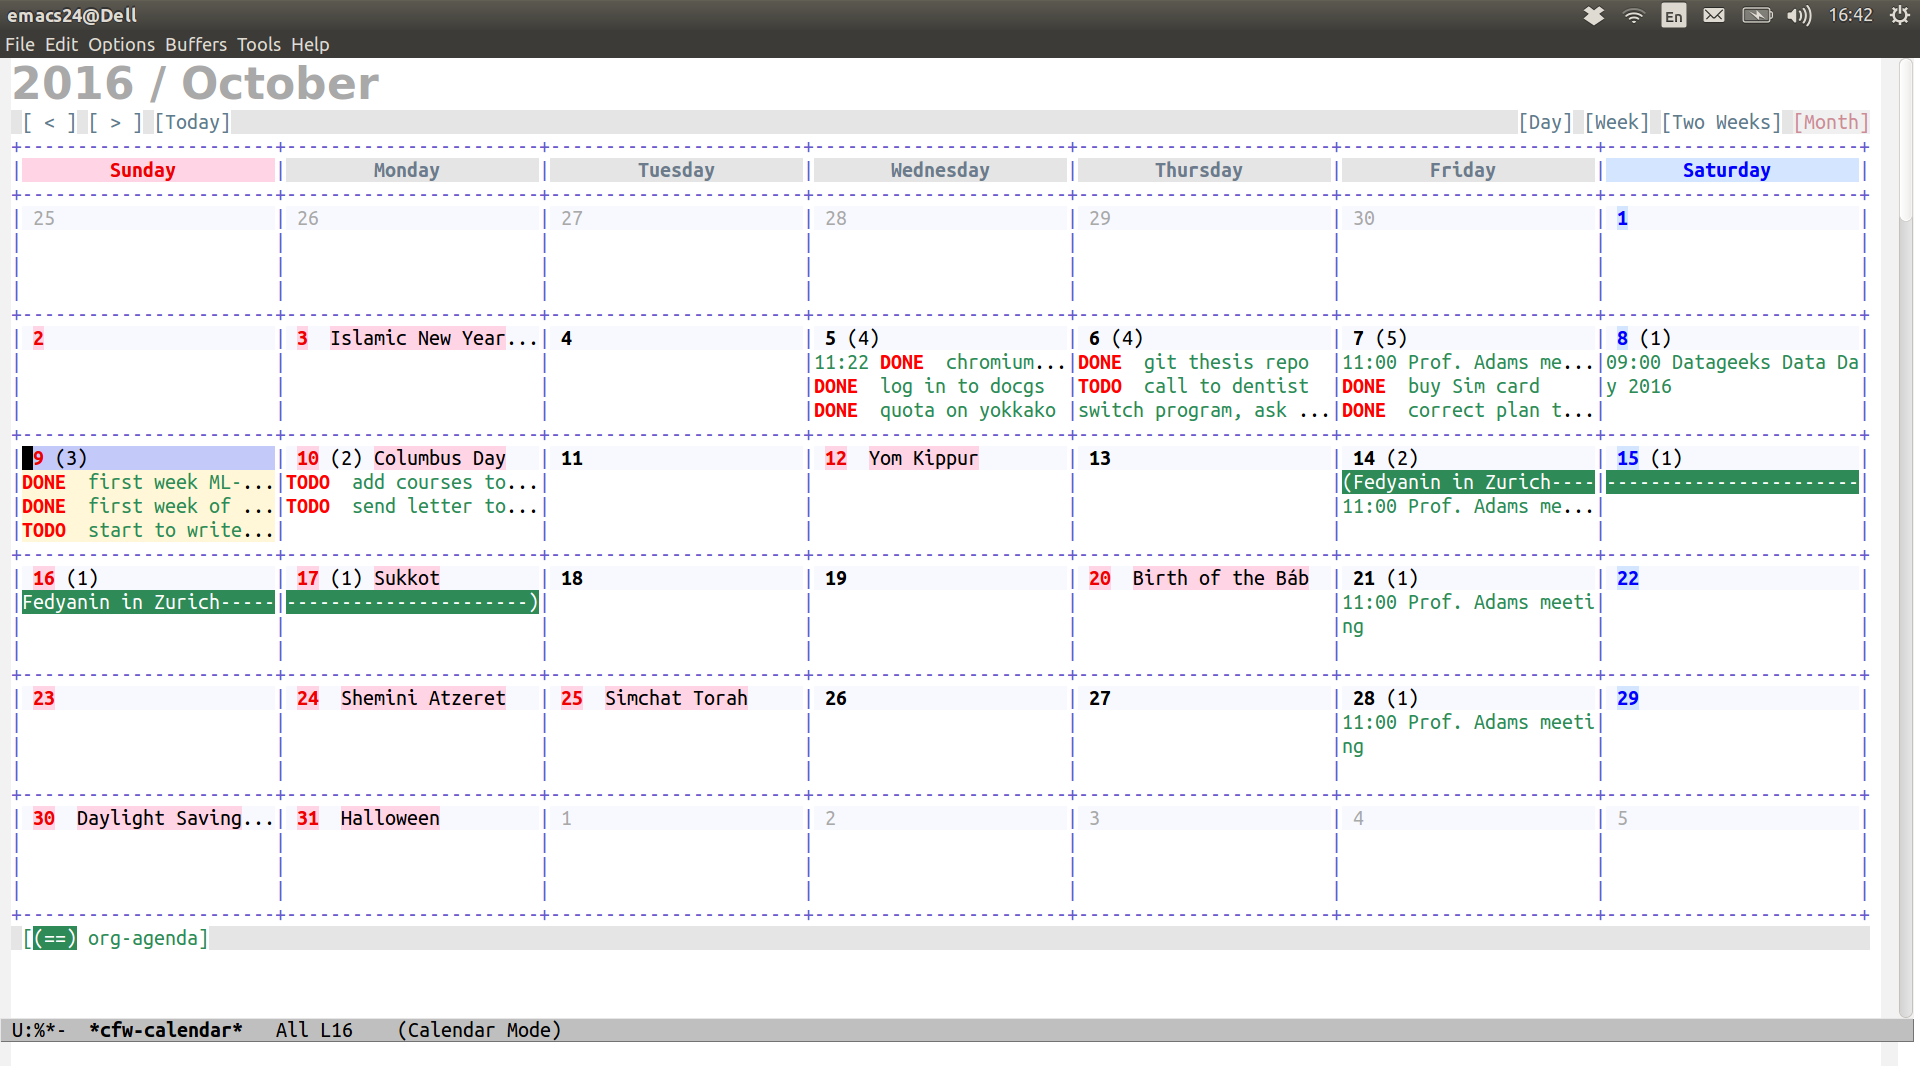 emacs24@Dell En 16:42
File Edit Options Buffers Tools Help
2016 / October
[ < ] [ > ] [Today] [Day] [Week] [Two Weeks] [Month]
Sunday Monday Tuesday Wednesday Thursday Friday Saturday
25 26 27 28 29 30 1
2 3 Islamic New Year... 4 5 (4) 6 (4) 7 (5) 8 (1)
11:22 DONE chromium... DONE git thesis repo 11:00 Prof. Adams me... 09:00 Datageeks Data Da
DONE log in to docgs TODO call to dentist DONE buy Sim card y 2016
DONE quota on yokkako switch program, ask ... DONE correct plan t...
9 (3) 10 (2) Columbus Day 11 12 Yom Kippur 13 14 (2) 15 (1)
DONE first week ML-... TODO add courses to... (Fedyanin in Zurich---- -----------------------
DONE first week of ... TODO send letter to... 11:00 Prof. Adams me...
TODO start to write...
16 (1) 17 (1) Sukkot 18 19 20 Birth of the Báb 21 (1) 22
Fedyanin in Zurich----- ----------------------) 11:00 Prof. Adams meeti
ng
23 24 Shemini Atzeret 25 Simchat Torah 26 27 28 (1) 29
11:00 Prof. Adams meeti
ng
30 Daylight Saving... 31 Halloween 1 2 3 4 5
[(==) org-agenda]
U:%*- *cfw-calendar* All L16 (Calendar Mode)